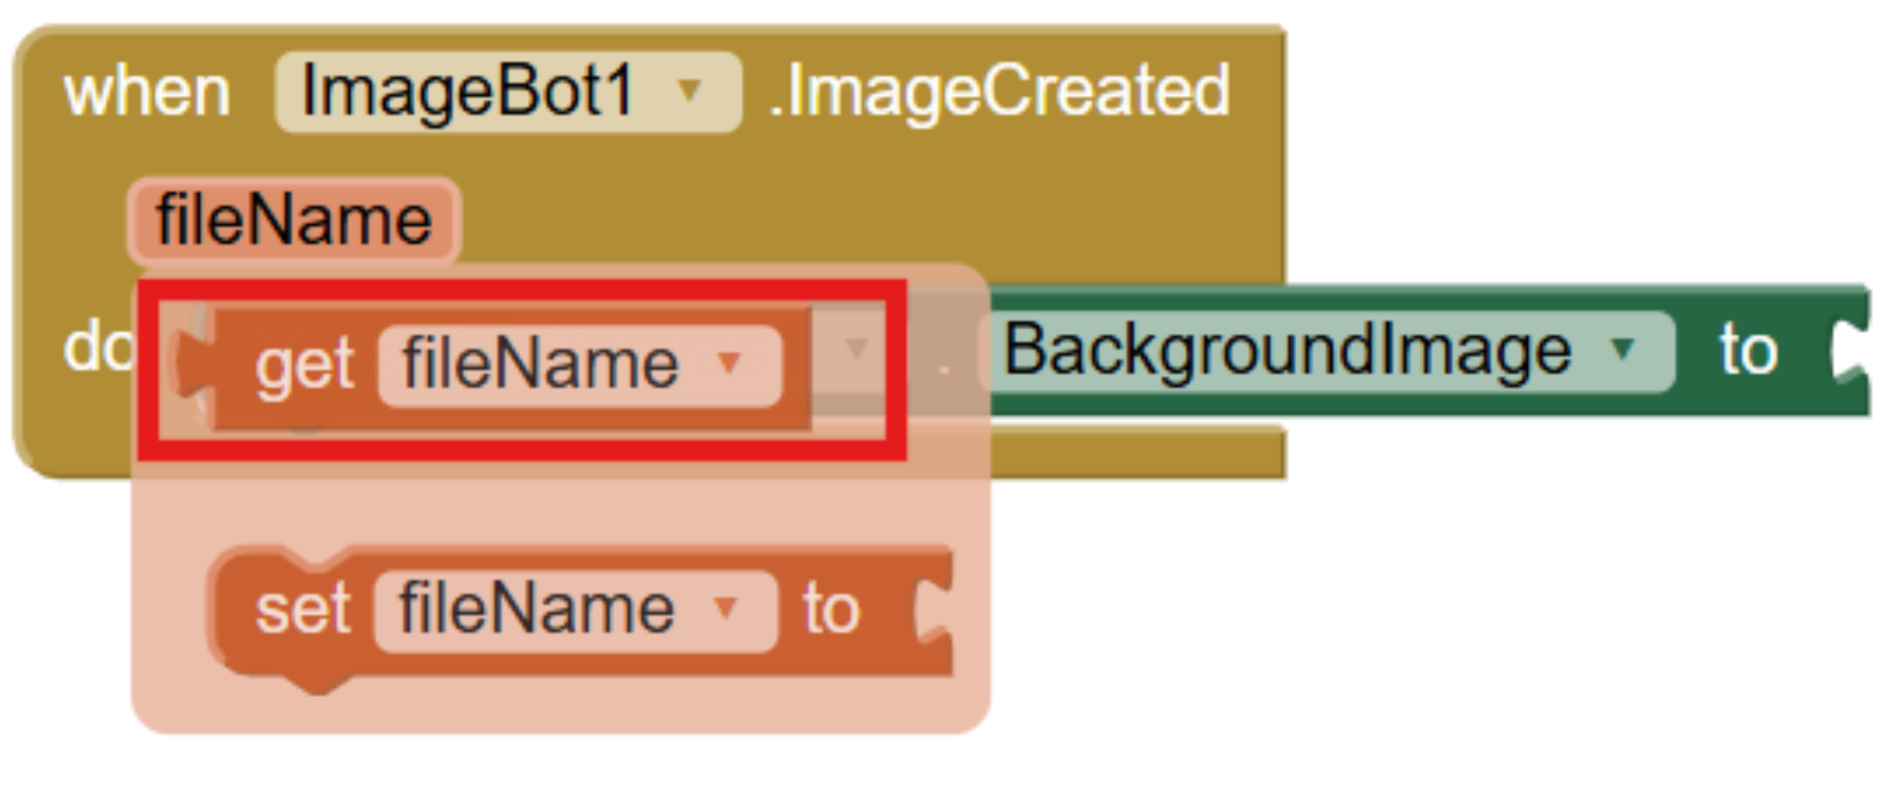 when ImageBot1 .ImageCreated
fileName
do get fileName . BackgroundImage to
set fileName to